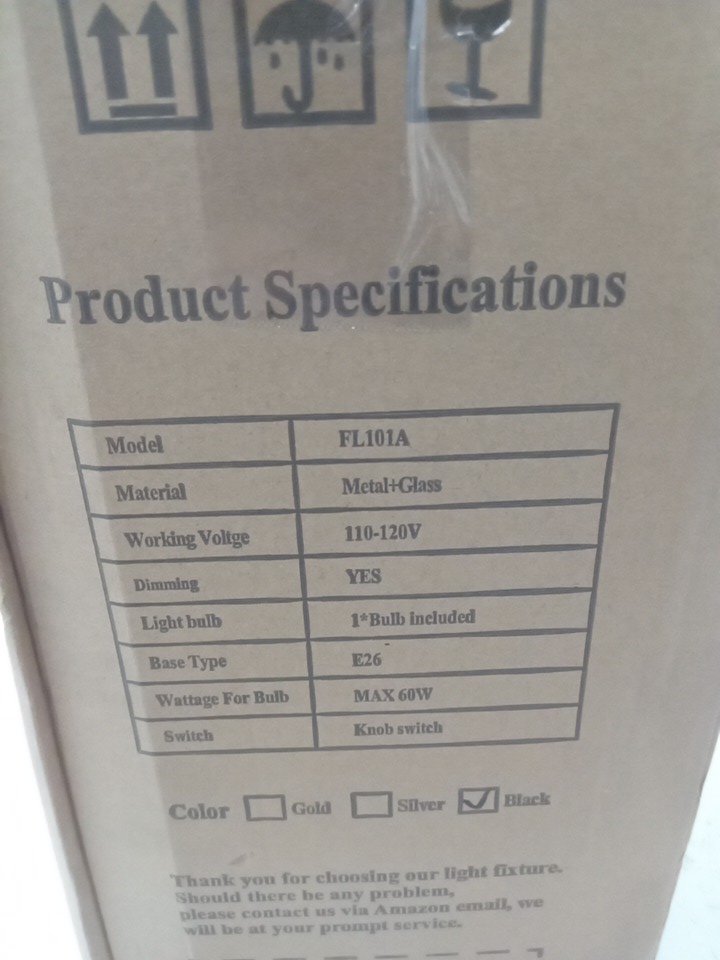 Product Specifications
Model FL101A
Material Metal+Glass
Working Voltge 110-120V
Dimming YES
Light bulb 1*Bulb included
Base Type E26
Wattage For Bulb MAX 60W
Switch Knob switch
Color Gold Silver Black
Thank you for choosing our light fixture.
Should there be any problem,
please contact us via Amazon email, we
will be at your prompt service.